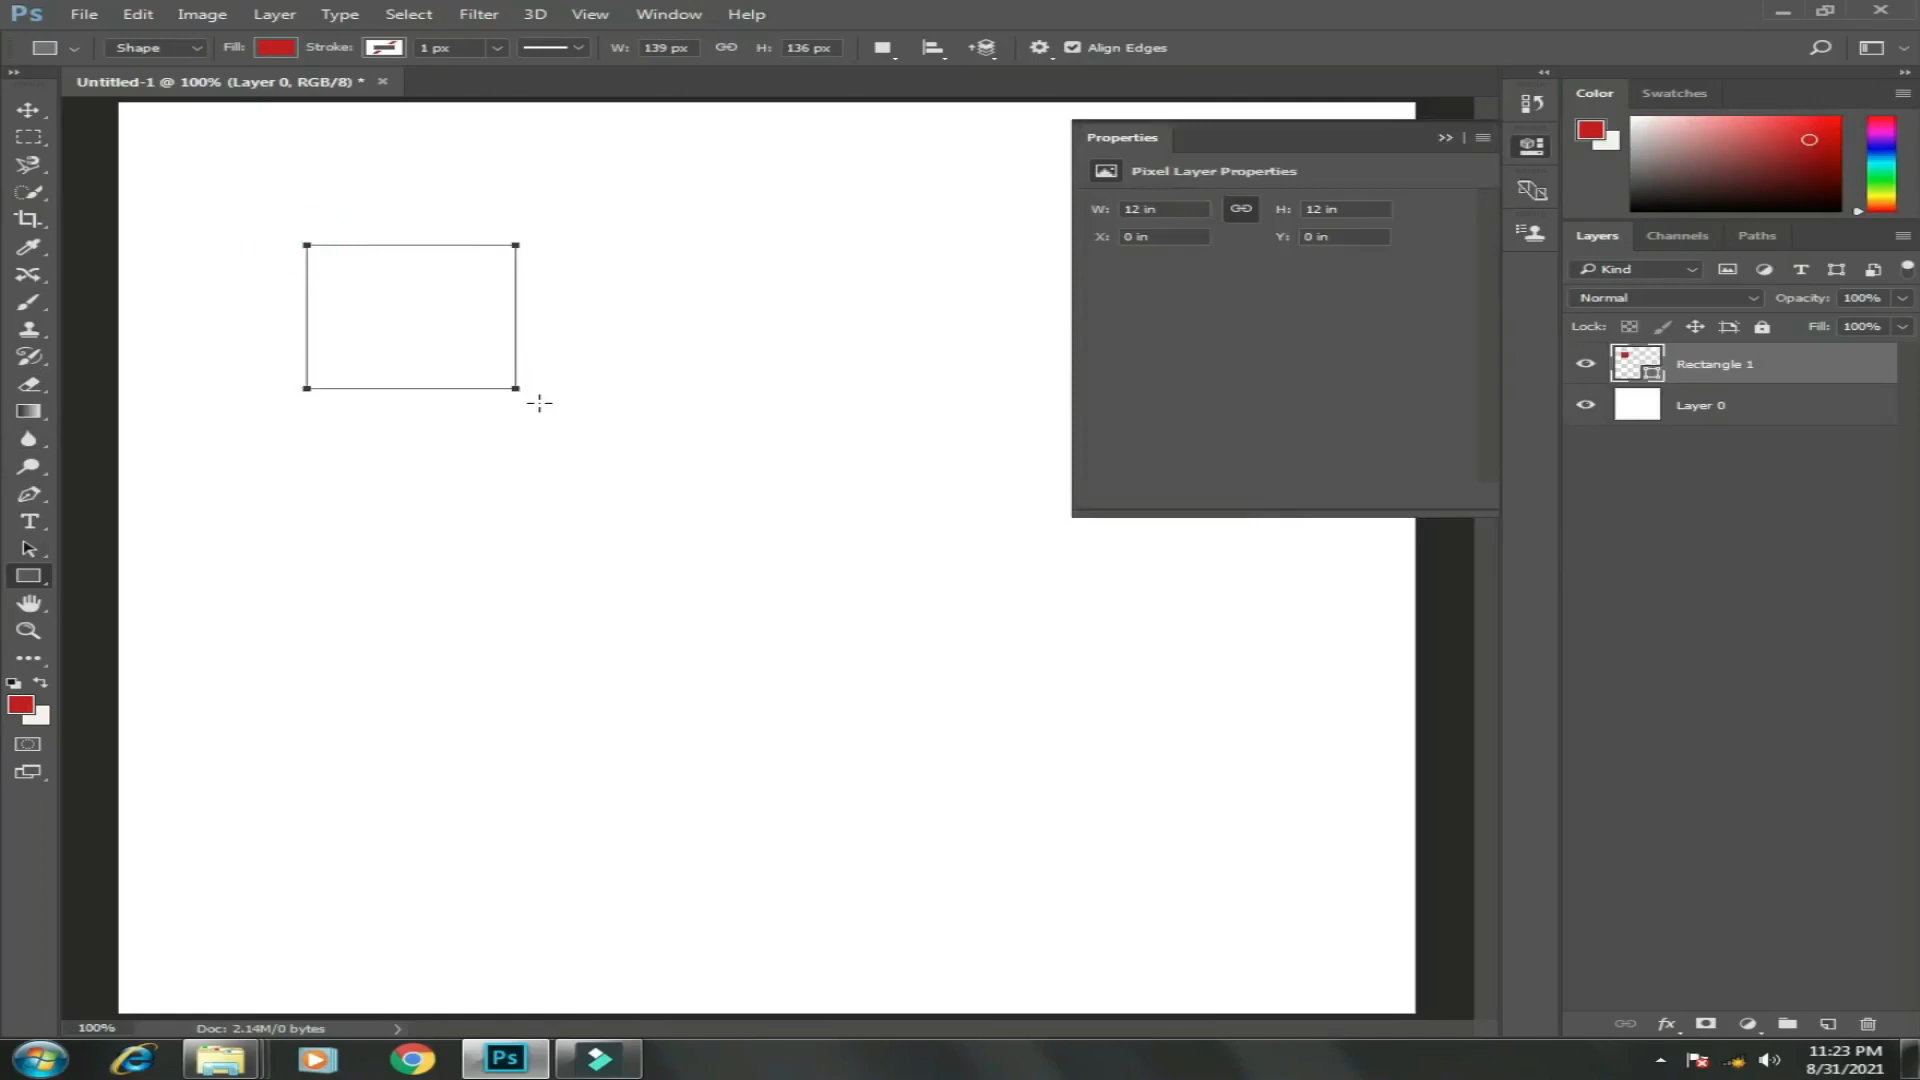 Ps File Edit Image Layer Type Select Filter 3D View Window Help
Shape Fill: Stroke: 1 px W: 139 px H: 136 px Align Edges
Untitled-1 @ 100% (Layer 0, RGB/8) * ×
Properties
Pixel Layer Properties
W: 12 in H: 12 in
X: 0 in Y: 0 in
Color Swatches
Layers Channels Paths
Kind
Normal Opacity: 100%
Lock: Fill: 100%
Rectangle 1
Layer 0
100% Doc: 2.14M/0 bytes
Ps
11:23 PM
8/31/2021